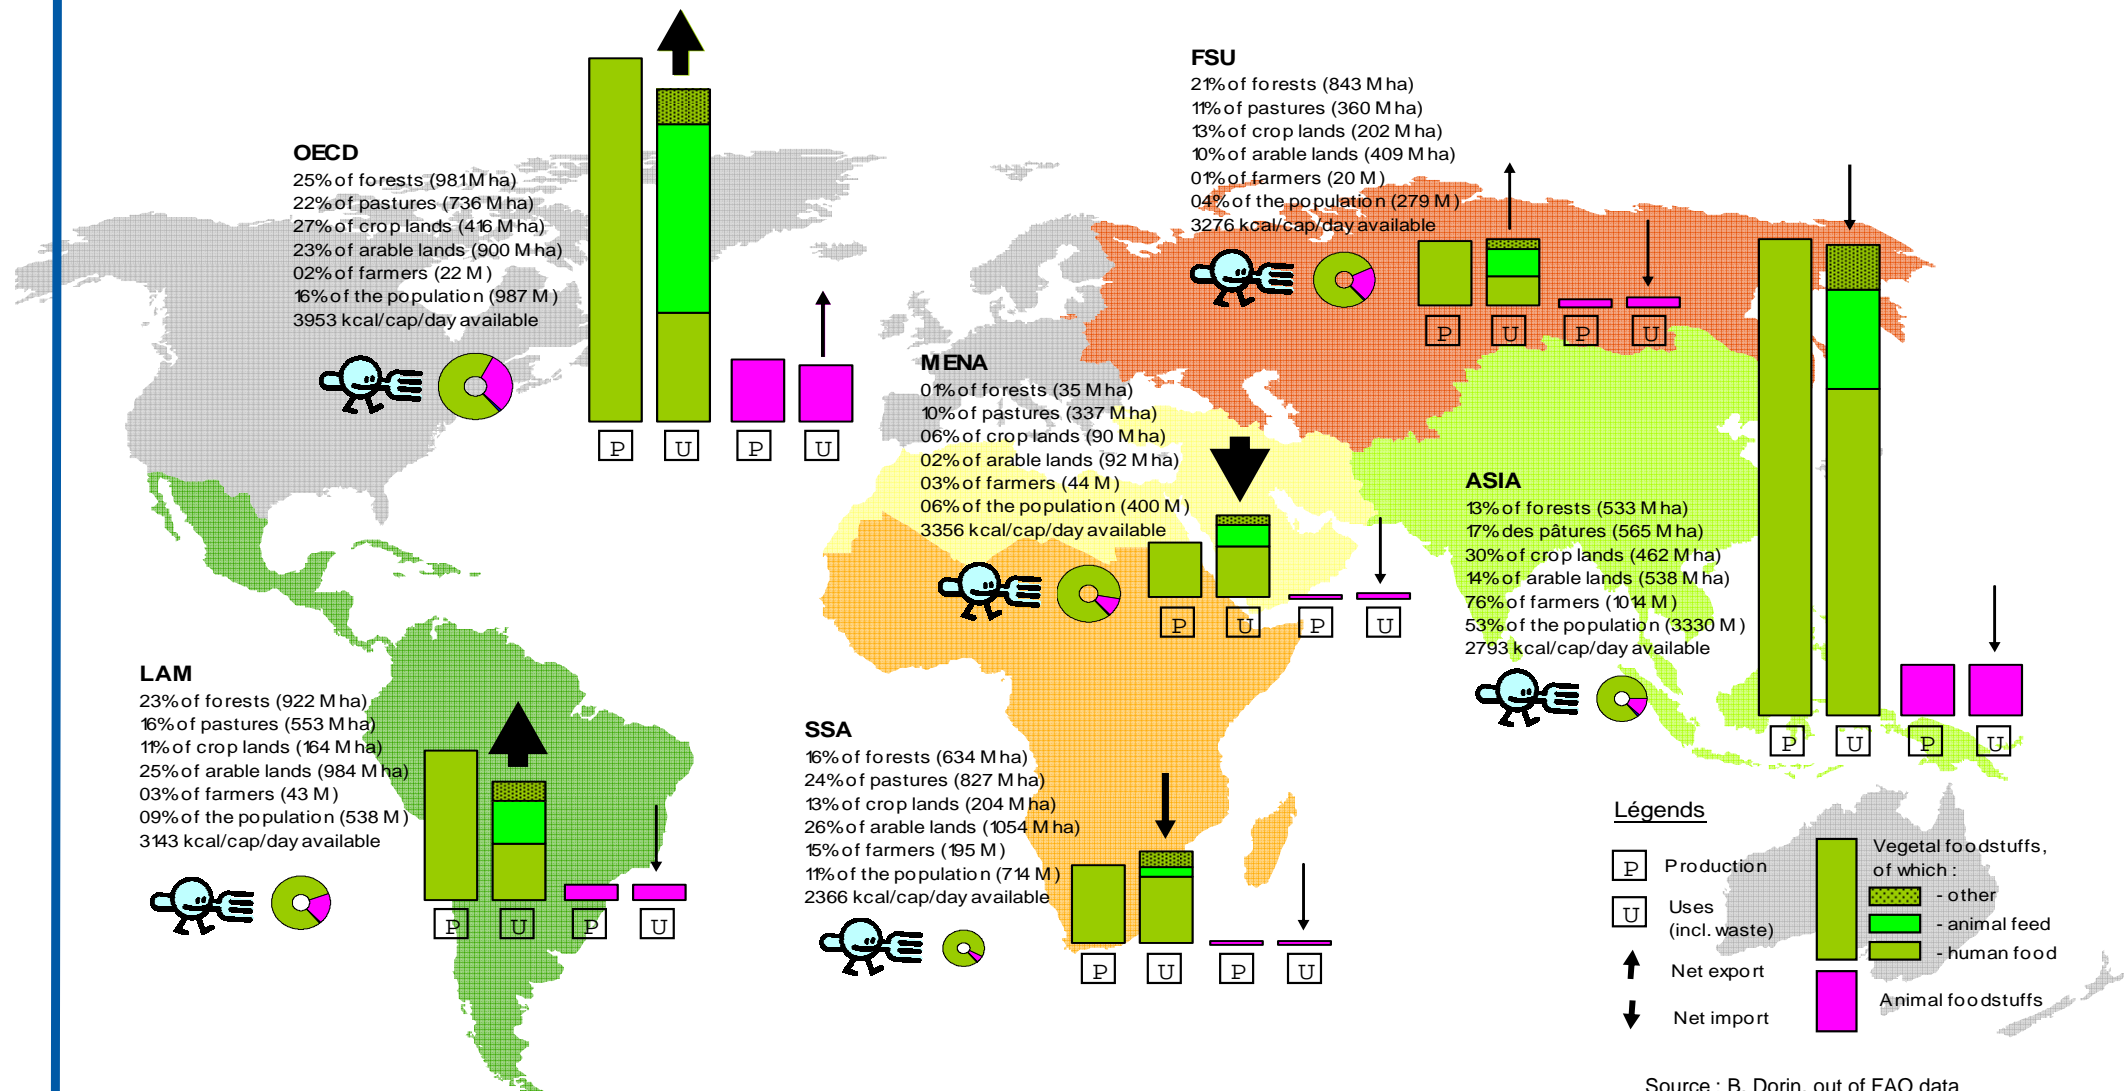 OECD
25% of forests (981 M ha)
22% of pastures (736 M ha)
27% of crop lands (416 M ha)
23% of arable lands (900 M ha)
02% of farmers (22 M)
16% of the population (987 M)
3953 kcal/cap/day available
P
U
P
U
FSU
21% of forests (843 M ha)
11% of pastures (360 M ha)
13% of crop lands (202 M ha)
10% of arable lands (409 M ha)
01% of farmers (20 M)
04% of the population (279 M)
3276 kcal/cap/day available
P
U
P
U
MENA
01% of forests (35 M ha)
10% of pastures (337 M ha)
06% of crop lands (90 M ha)
02% of arable lands (92 M ha)
03% of farmers (44 M)
06% of the population (400 M)
3356 kcal/cap/day available
P
U
P
U
ASIA
13% of forests (533 M ha)
17% des pâtures (565 M ha)
30% of crop lands (462 M ha)
14% of arable lands (538 M ha)
76% of farmers (1014 M)
53% of the population (3330 M)
2793 kcal/cap/day available
P
U
P
U
LAM
23% of forests (922 M ha)
16% of pastures (553 M ha)
11% of crop lands (164 M ha)
25% of arable lands (984 M ha)
03% of farmers (43 M)
09% of the population (538 M)
3143 kcal/cap/day available
P
U
P
U
SSA
16% of forests (634 M ha)
24% of pastures (827 M ha)
13% of crop lands (204 M ha)
26% of arable lands (1054 M ha)
15% of farmers (195 M)
11% of the population (714 M)
2366 kcal/cap/day available
P
U
P
U
Légends
P Production
U Uses
(incl. waste)
Net export
Net import
Vegetal foodstuffs,
of which :
- other
- animal feed
- human food
Animal foodstuffs
Source : B. Dorin, out of FAO data